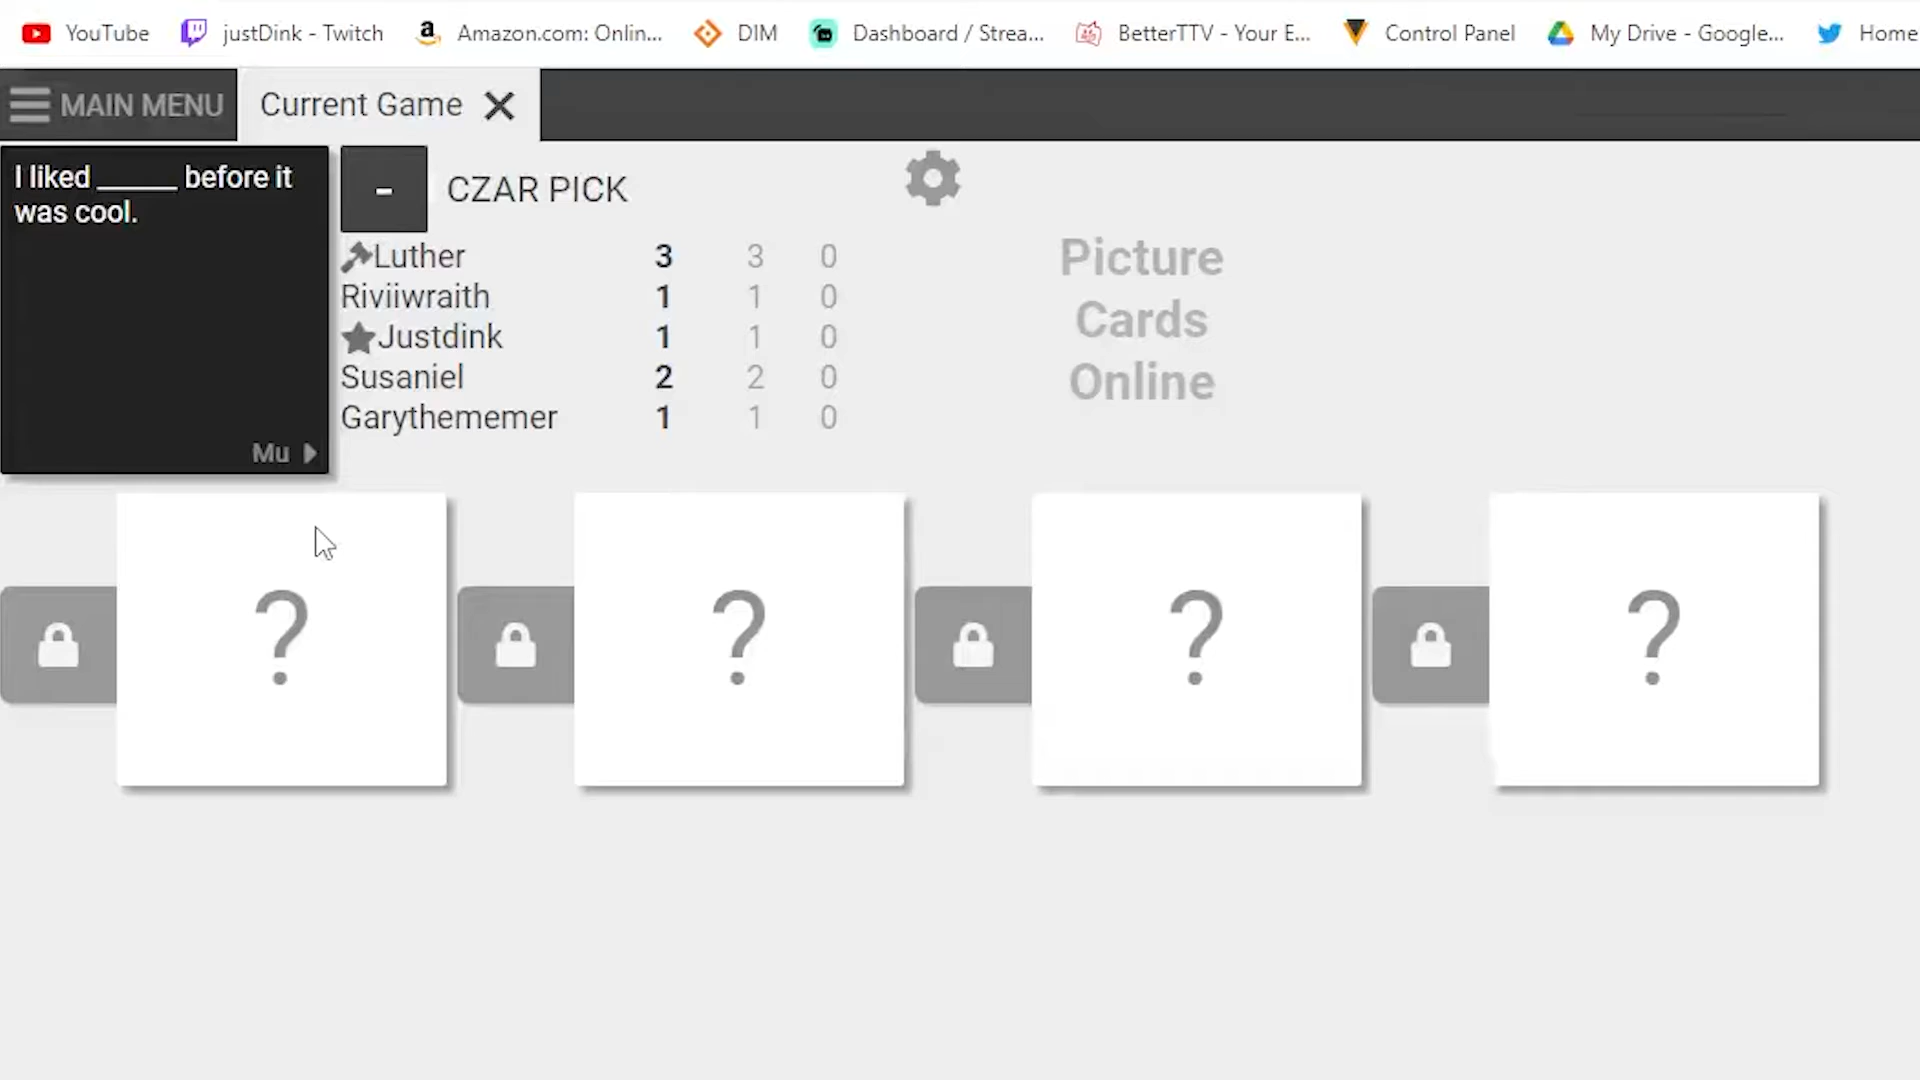 YouTube justDink - Twitch Amazon.com: Onlin... DIM Dashboard / Strea... BetterTTV - Your E... Control Panel My Drive - Google... Home
MAIN MENU Current Game
I liked _____ before it
was cool.
Mu
- CZAR PICK
Luther 3 3 0
Riviiwraith 1 1 0
Justdink 1 1 0
Susaniel 2 2 0
Garythememer 1 1 0
Picture
Cards
Online
? ? ? ?